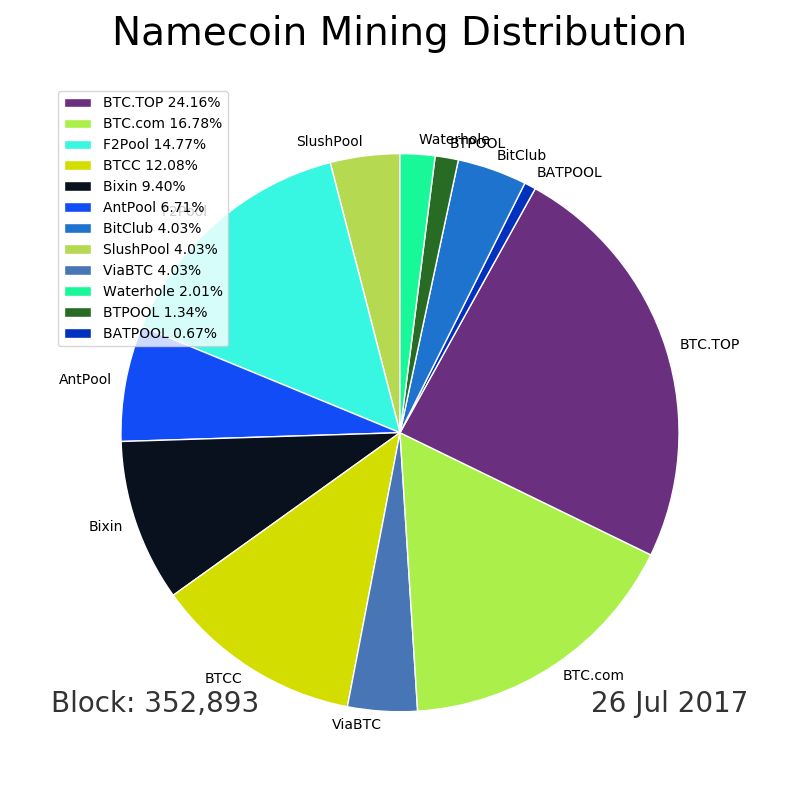 Namecoin Mining Distribution
BTC.TOP 24.16%
BTC.com 16.78%
F2Pool 14.77%
BTCC 12.08%
Bixin 9.40%
AntPool 6.71%
BitClub 4.03%
SlushPool 4.03%
ViaBTC 4.03%
Waterhole 2.01%
BTPOOL 1.34%
BATPOOL 0.67%
SlushPool
Waterhole
BTPOOL
BitClub
BATPOOL
F2Pool
BTC.TOP
AntPool
Bixin
BTCC
BTC.com
ViaBTC
Block: 352,893
26 Jul 2017